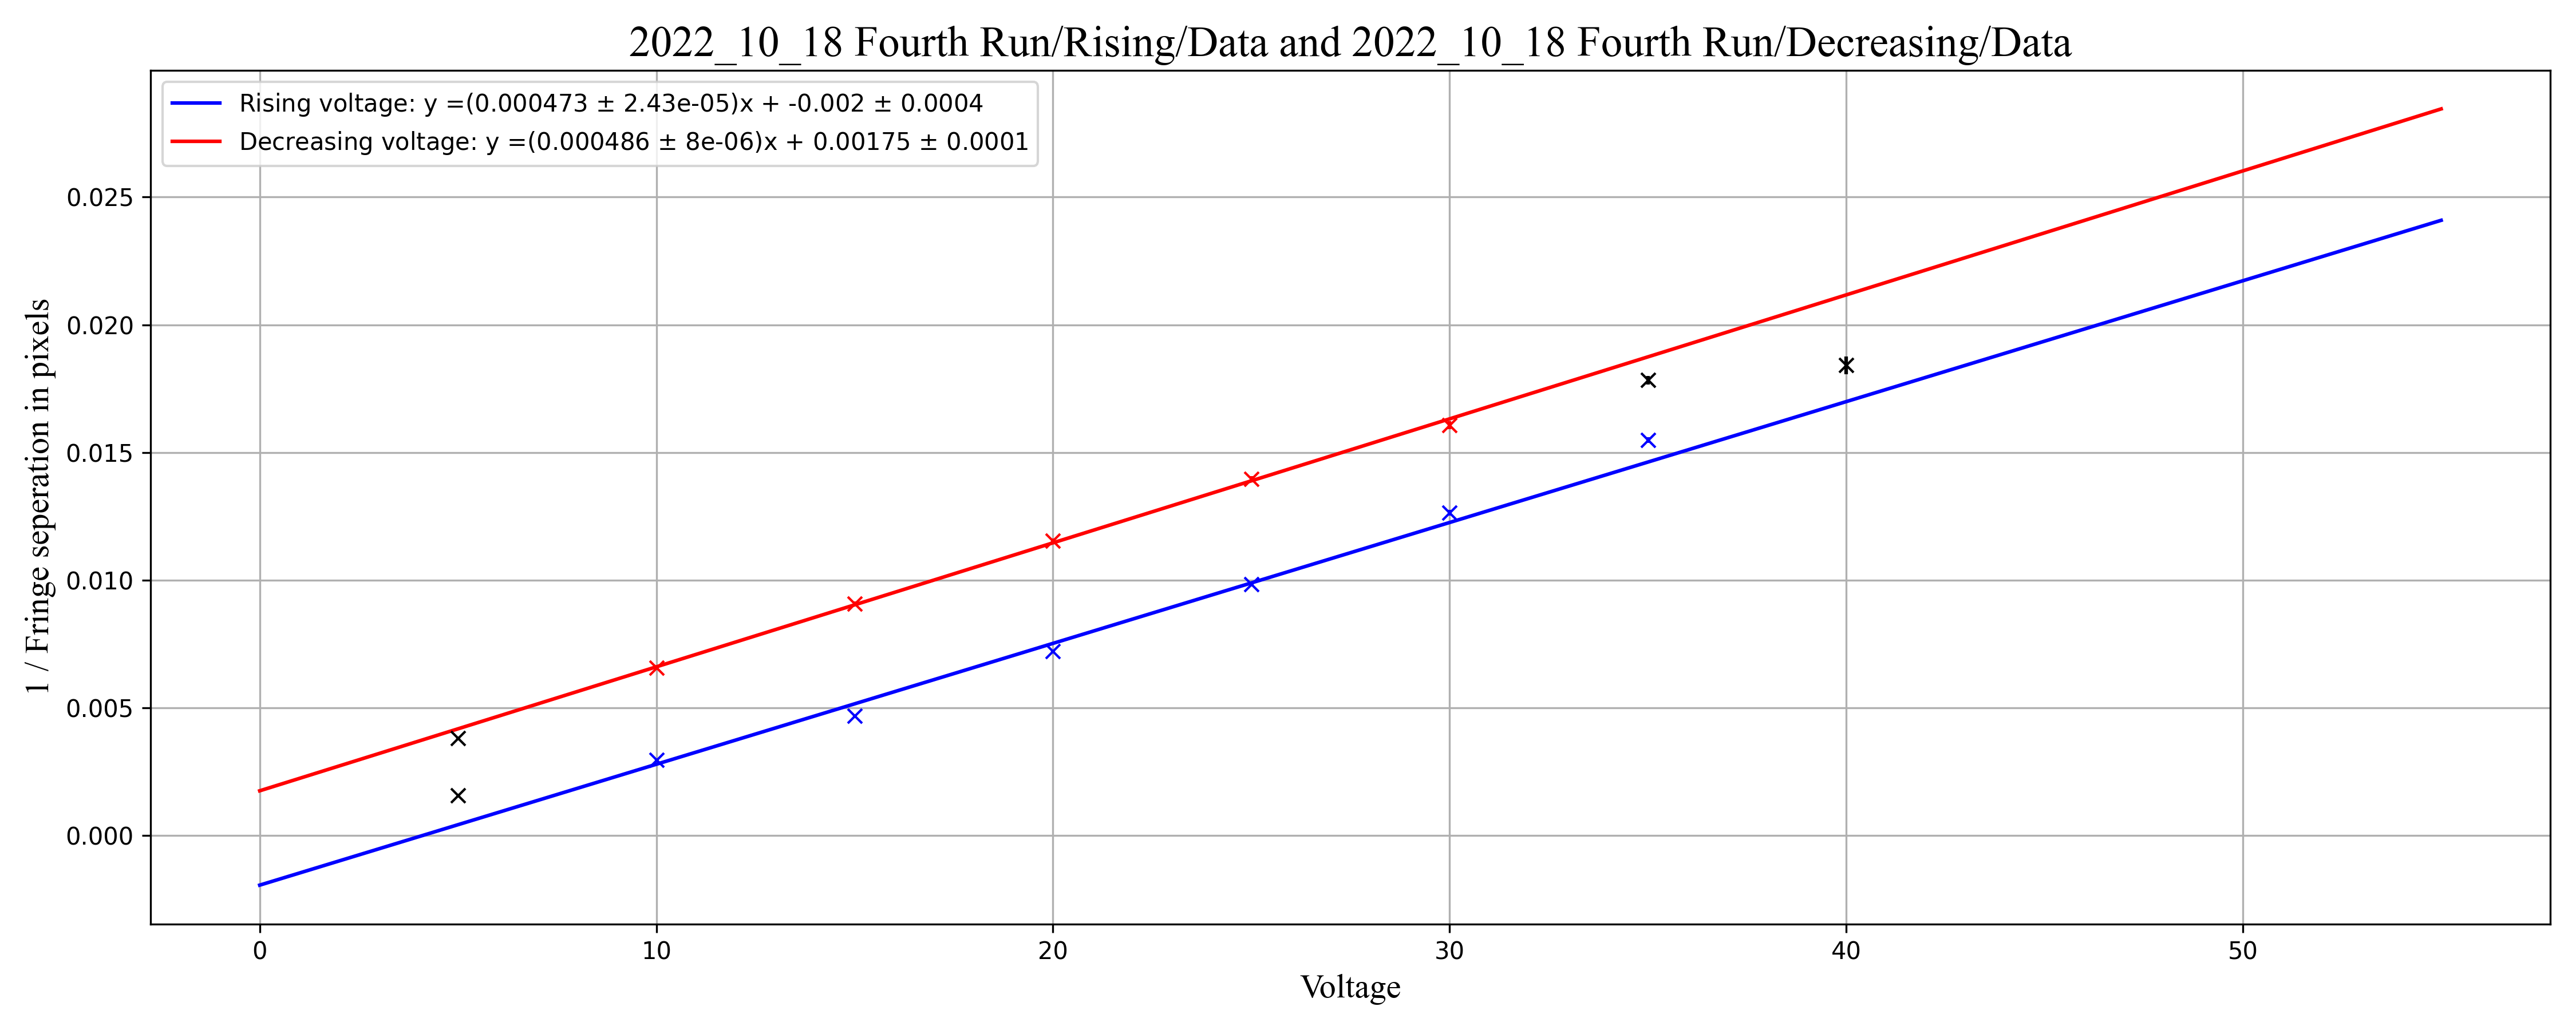 2022_10_18 Fourth Run/Rising/Data and 2022_10_18 Fourth Run/Decreasing/Data
Rising voltage: y =(0.000473 ± 2.43e-05)x + -0.002 ± 0.0004
Decreasing voltage: y =(0.000486 ± 8e-06)x + 0.00175 ± 0.0001
1 / Fringe seperation in pixels
0.025
0.020
0.015
0.010
0.005
0.000
0 10 20 30 40 50
Voltage